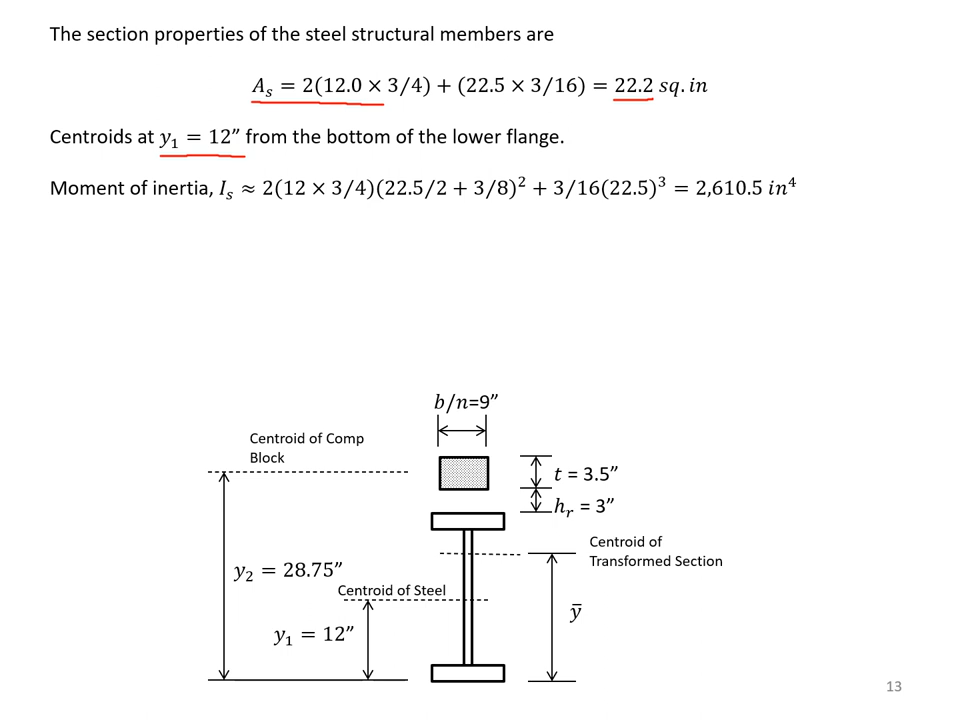 The section properties of the steel structural members are
A_s = 2(12.0 × 3/4) + (22.5 × 3/16) = 22.2 sq. in
Centroids at y_1 = 12” from the bottom of the lower flange.
Moment of inertia, I_s ≈ 2(12 × 3/4)(22.5/2 + 3/8)^2 + 3/16(22.5)^3 = 2,610.5 in^4
b/n=9”
Centroid of Comp
Block
t = 3.5”
h_r = 3”
Centroid of
Transformed Section
y_2 = 28.75”
Centroid of Steel
ȳ
y_1 = 12”
13